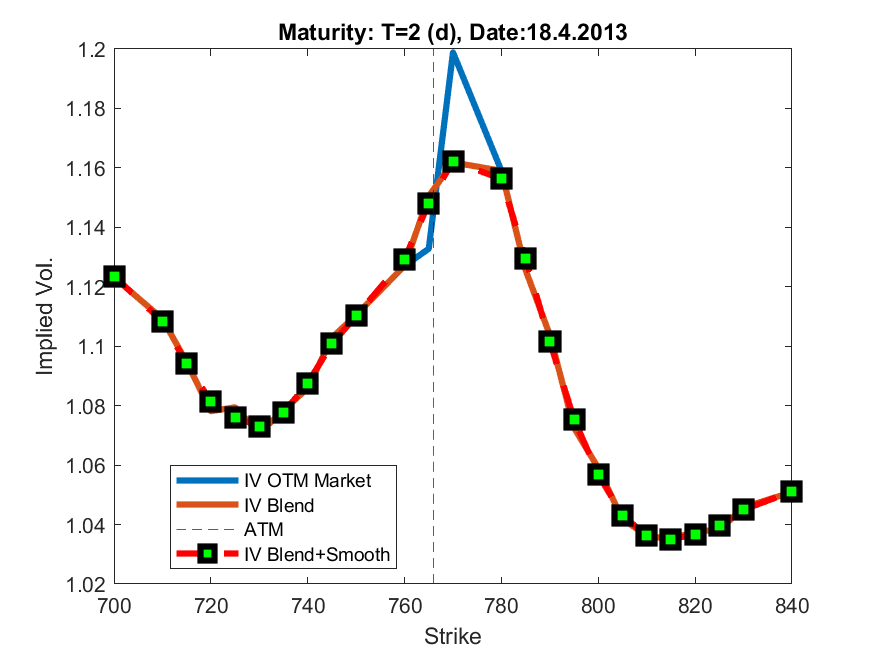 Maturity: T=2 (d), Date:18.4.2013
1.2
1.18
1.16
1.14
1.12
1.1
1.08
1.06
1.04
1.02
Implied Vol.
IV OTM Market
IV Blend
ATM
IV Blend+Smooth
700 720 740 760 780 800 820 840
Strike